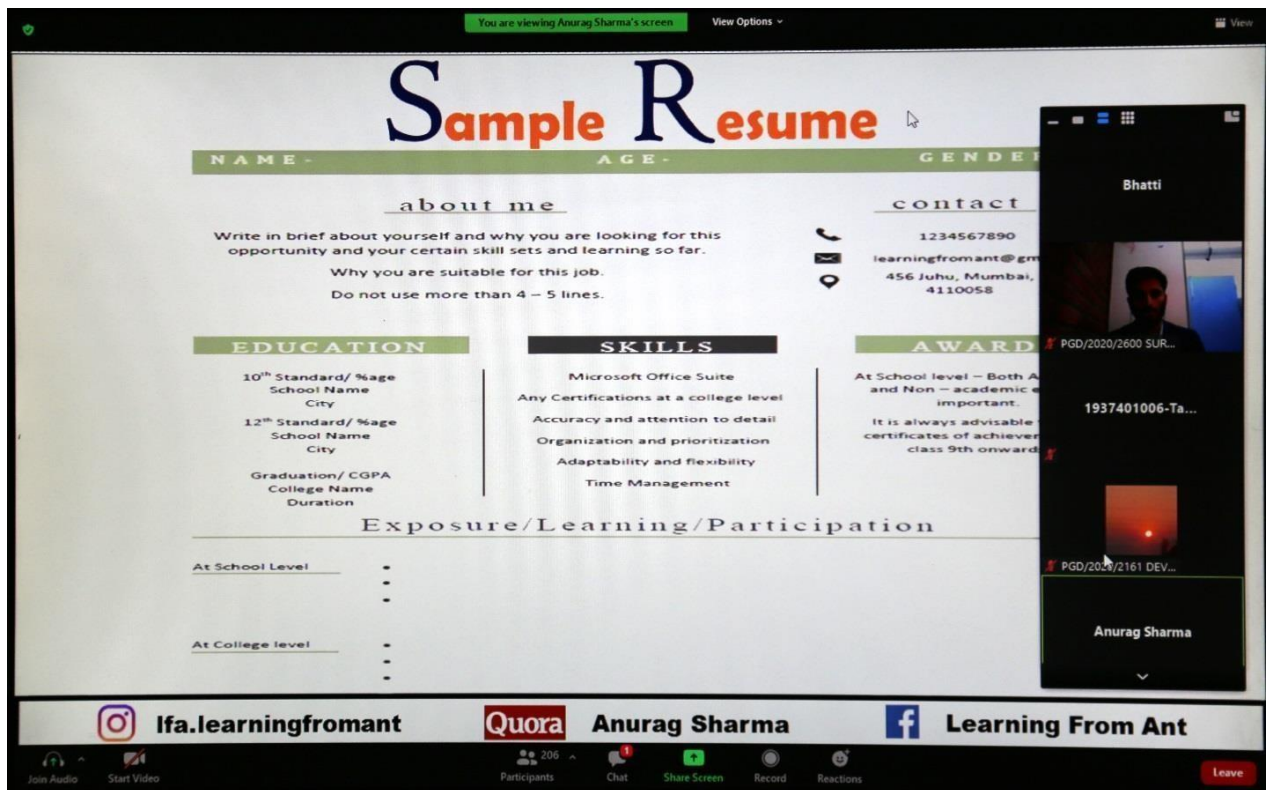 You are viewing Anurag Sharma's screen
View Options
View
Sample Resume
NAME-
AGE-
GENDE
about me
Write in brief about yourself and why you are looking for this
opportunity and your certain skill sets and learning so far.
Why you are suitable for this job.
Do not use more than 4 – 5 lines.
contact
1234567890
learningfromant@gm
456 Juhu, Mumbai,
4110058
EDUCATION
10th Standard/ %age
School Name
City
12th Standard/ %age
School Name
City
Graduation/ CGPA
College Name
Duration
SKILLS
Microsoft Office Suite
Any Certifications at a college level
Accuracy and attention to detail
Organization and prioritization
Adaptability and flexibility
Time Management
AWARD
At School level – Both A
and Non – academic e
important.
It is always advisable
certificates of achiever
class 9th onward
Exposure/Learning/Participation
At School Level
At College level
Bhatti
PGD/2020/2600 SUR...
1937401006-Ta...
PGD/2020/2161 DEV...
Anurag Sharma
lfa.learningfromant
Quora
Anurag Sharma
Learning From Ant
Join Audio
Start Video
206
Participants
1
Chat
Share Screen
Record
Reactions
Leave